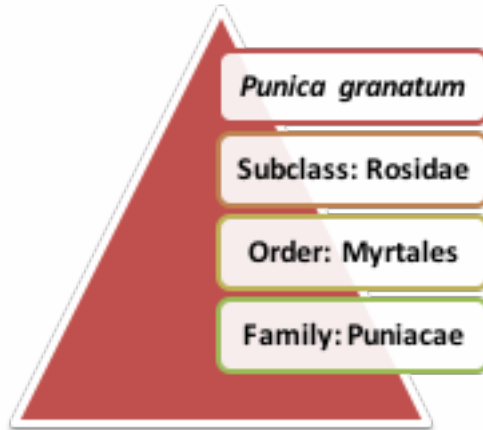 Punica granatum
Subclass: Rosidae
Order: Myrtales
Family: Puniacae